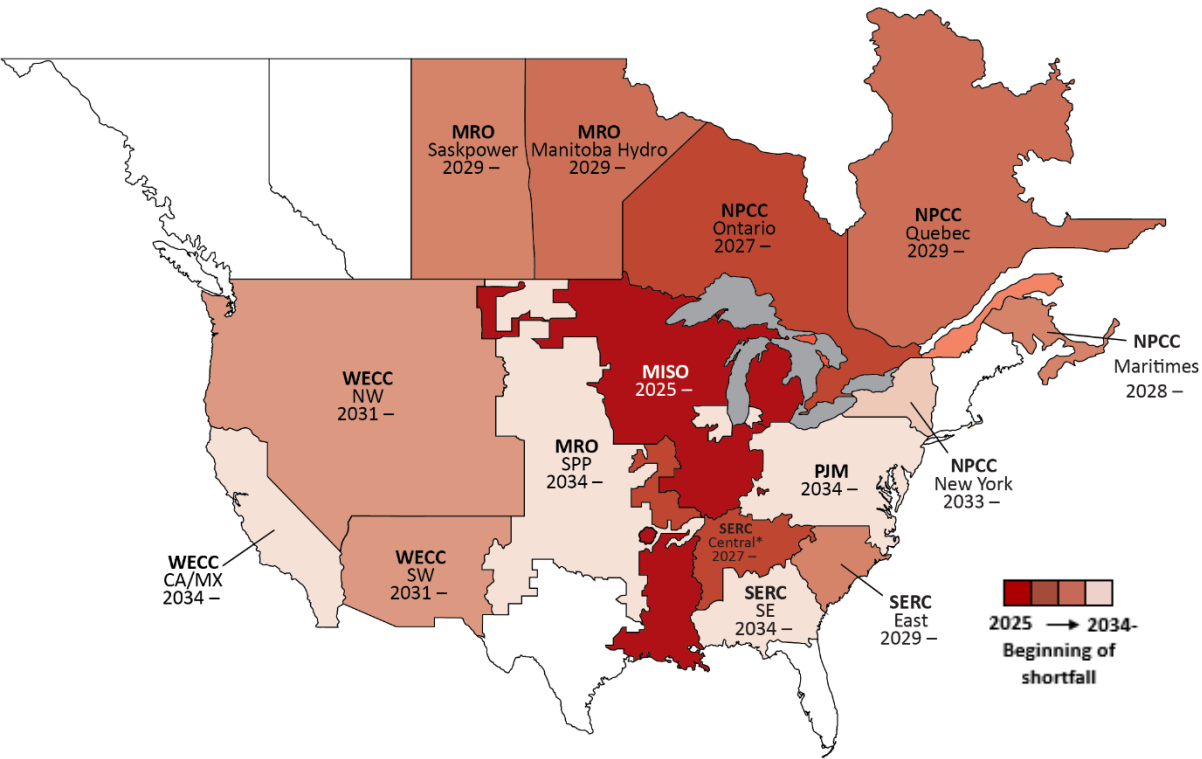 MRO
Saskpower
2029 –
MRO
Manitoba Hydro
2029 –
NPCC
Ontario
2027 –
NPCC
Quebec
2029 –
NPCC
Maritimes
2028 –
WECC
NW
2031 –
MISO
2025 –
MRO
SPP
2034 –
PJM
2034 –
NPCC
New York
2033 –
WECC
CA/MX
2034 –
WECC
SW
2031 –
SERC
Central*
2027 –
SERC
SE
2034 –
SERC
East
2029 –
2025 → 2034-
Beginning of
shortfall